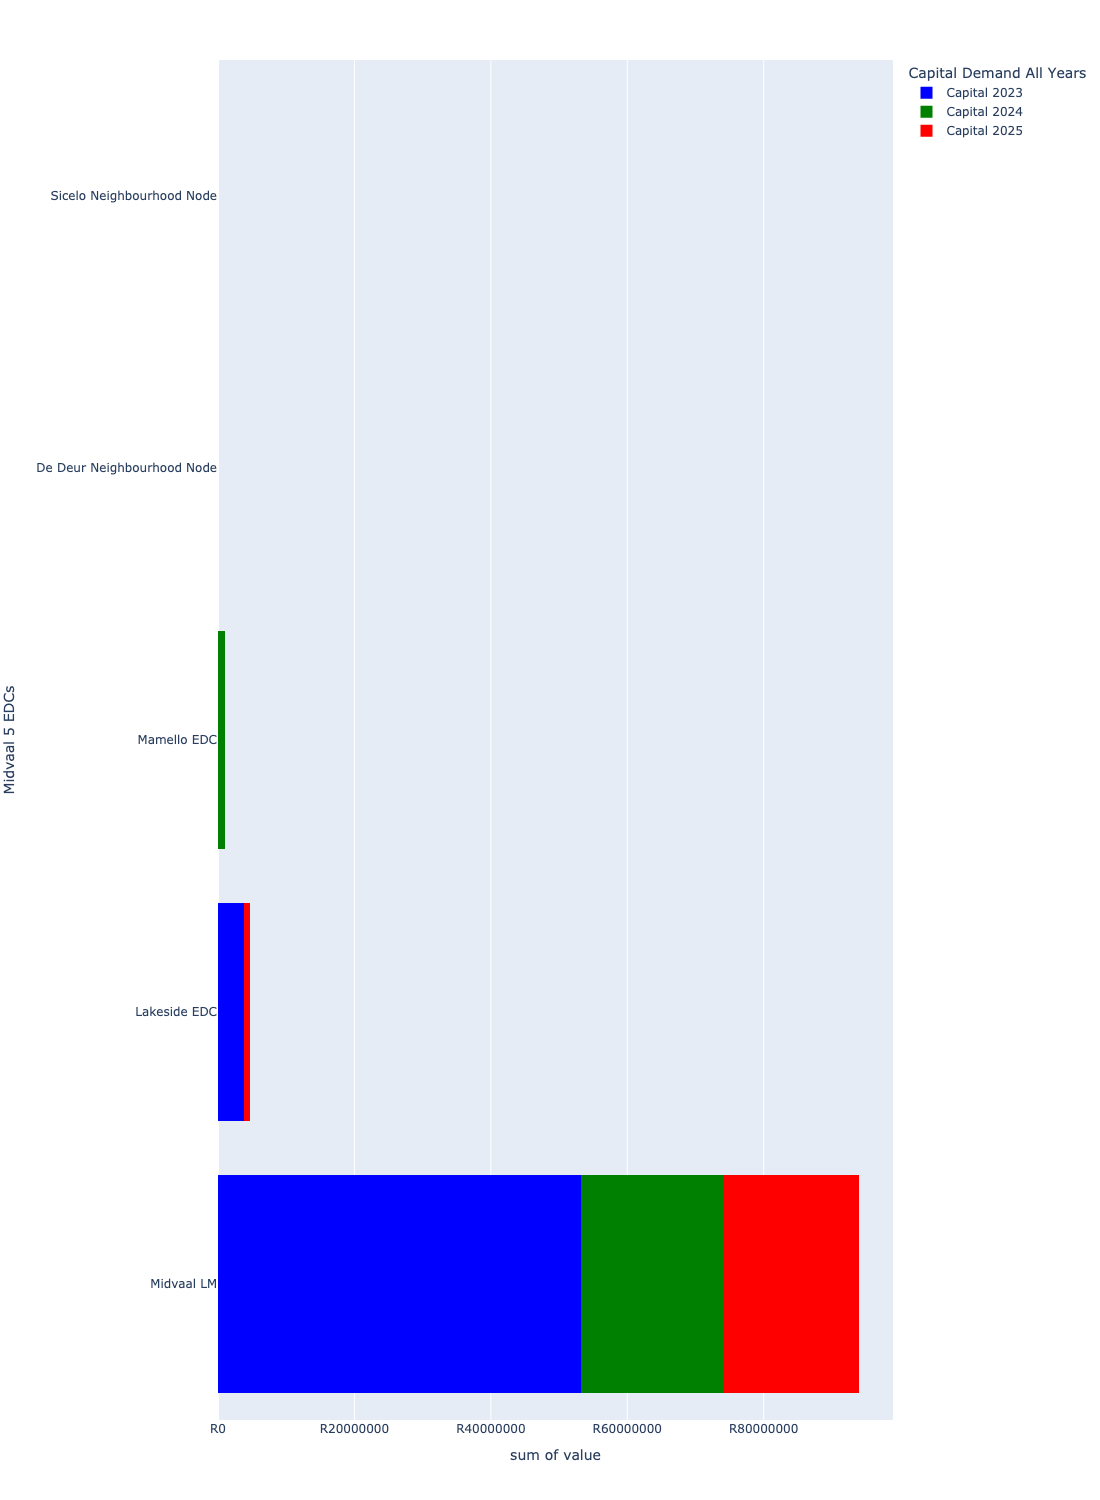 Capital Demand All Years
Capital 2023
Capital 2024
Capital 2025
Sicelo Neighbourhood Node
De Deur Neighbourhood Node
Mamello EDC
Lakeside EDC
Midvaal LM
Midvaal 5 EDCs
R0 R20000000 R40000000 R60000000 R80000000
sum of value